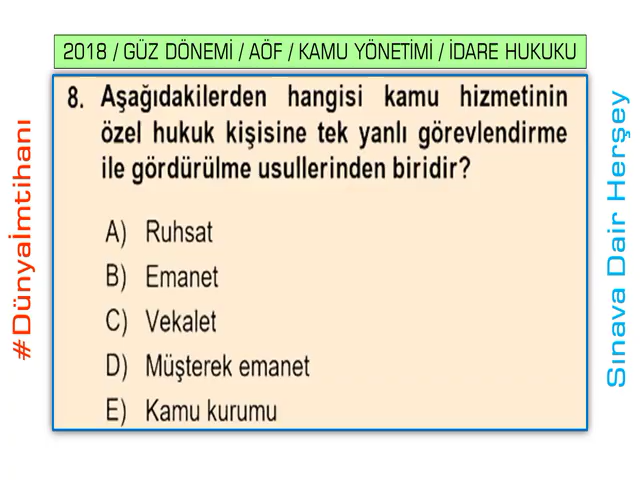 2018 / GÜZ DÖNEMİ / AÖF / KAMU YÖNETİMİ / İDARE HUKUKU
8. Aşağıdakilerden hangisi kamu hizmetinin
özel hukuk kişisine tek yanlı görevlendirme
ile gördürülme usullerinden biridir?
A) Ruhsat
B) Emanet
C) Vekalet
D) Müşterek emanet
E) Kamu kurumu
#Dünyaİmtihanı
Sınava Dair Herşey